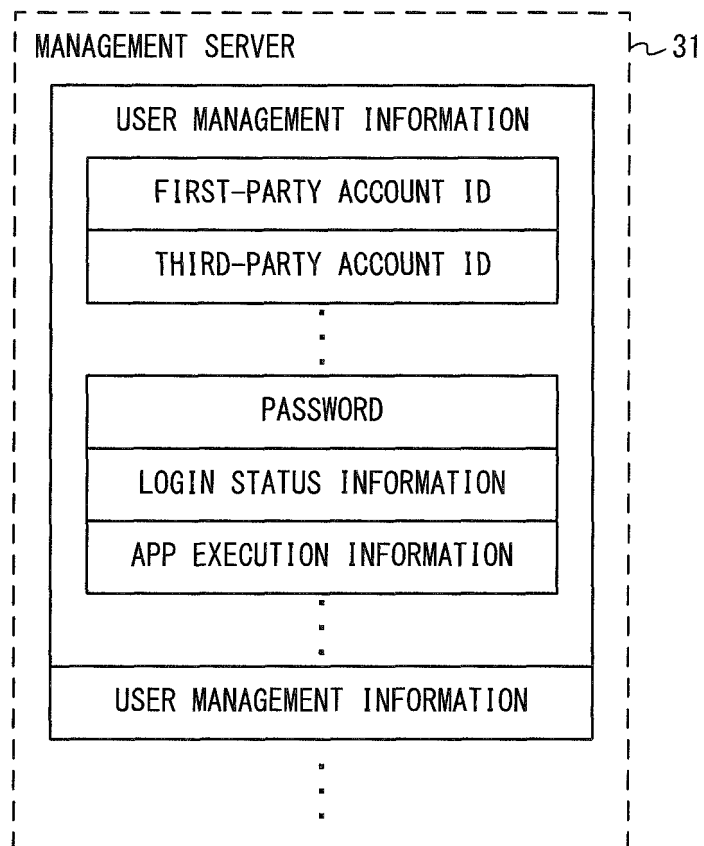 MANAGEMENT SERVER
31
USER MANAGEMENT INFORMATION
FIRST-PARTY ACCOUNT ID
THIRD-PARTY ACCOUNT ID
PASSWORD
LOGIN STATUS INFORMATION
APP EXECUTION INFORMATION
USER MANAGEMENT INFORMATION